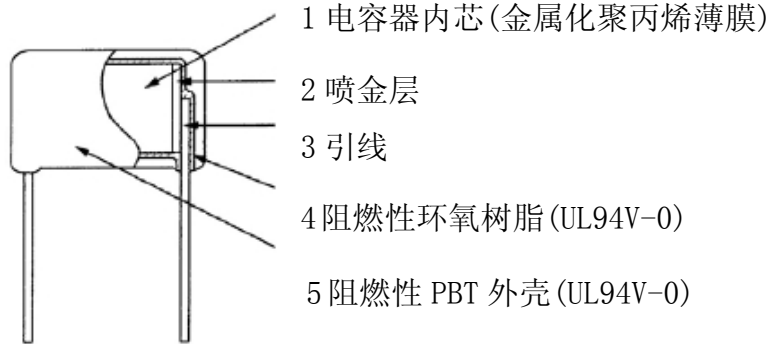 1 电容器内芯(金属化聚丙烯薄膜)
2 喷金层
3 引线
4阻燃性环氧树脂(UL94V-0)
5阻燃性 PBT 外壳(UL94V-0)